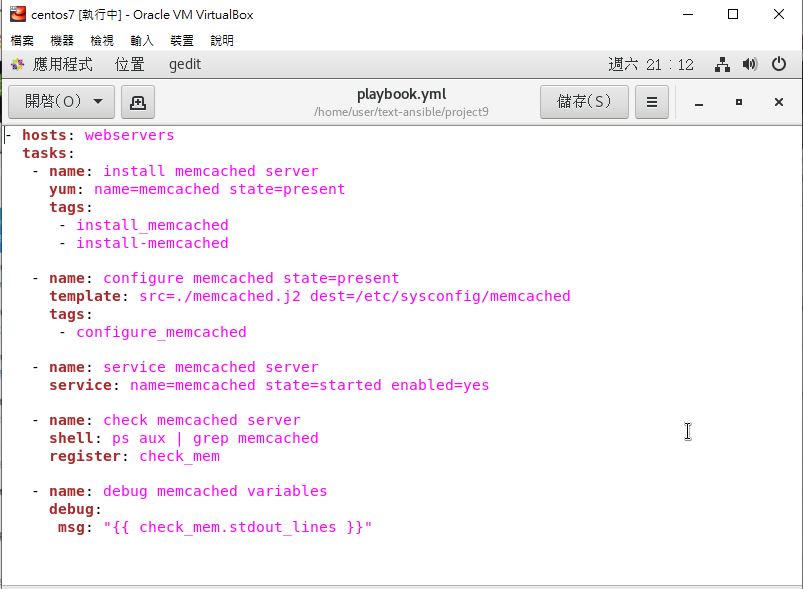 centos7 [執行中] - Oracle VM VirtualBox
檔案 機器 檢視 輸入 裝置 說明
應用程式 位置 gedit 週六 21：12
開啓(O) playbook.yml 儲存(S)
/home/user/text-ansible/project9
- hosts: webservers
  tasks:
   - name: install memcached server
     yum: name=memcached state=present
     tags:
      - install_memcached
      - install-memcached

   - name: configure memcached state=present
     template: src=./memcached.j2 dest=/etc/sysconfig/memcached
     tags:
      - configure_memcached

   - name: service memcached server
     service: name=memcached state=started enabled=yes

   - name: check memcached server
     shell: ps aux | grep memcached
     register: check_mem

   - name: debug memcached variables
     debug:
      msg: "{{ check_mem.stdout_lines }}"